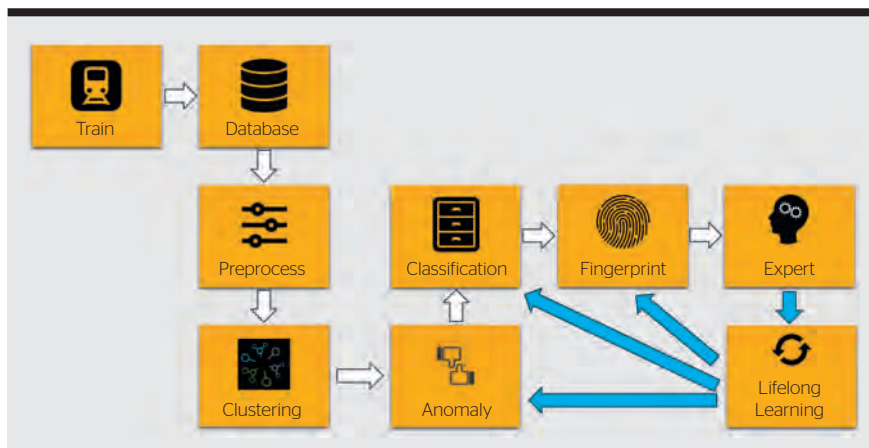 Train
Database
Preprocess
Classification
Fingerprint
Expert
Clustering
Anomaly
Lifelong
Learning